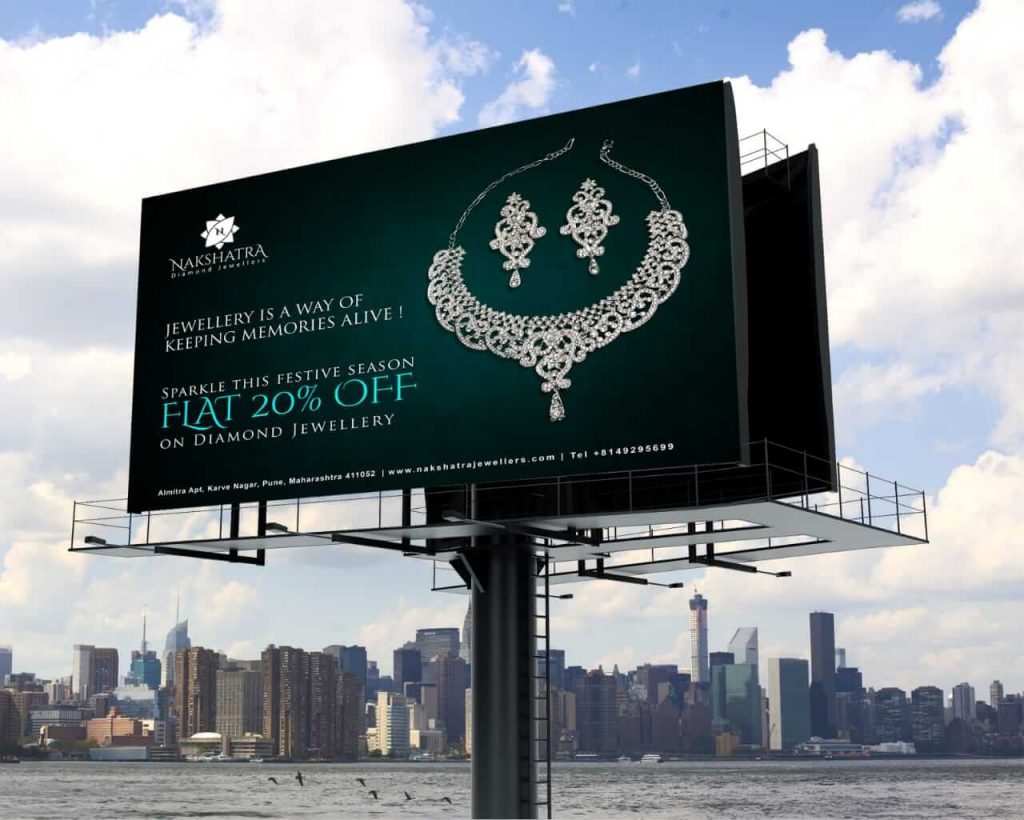 N
NAKSHATRA
Diamond Jewellers
JEWELLERY IS A WAY OF
KEEPING MEMORIES ALIVE !
SPARKLE THIS FESTIVE SEASON
FLAT 20% OFF
ON DIAMOND JEWELLERY
Almitra Apt, Karve Nagar, Pune, Maharashtra 411052 | www.nakshatrajewellers.com | Tel +8149295699